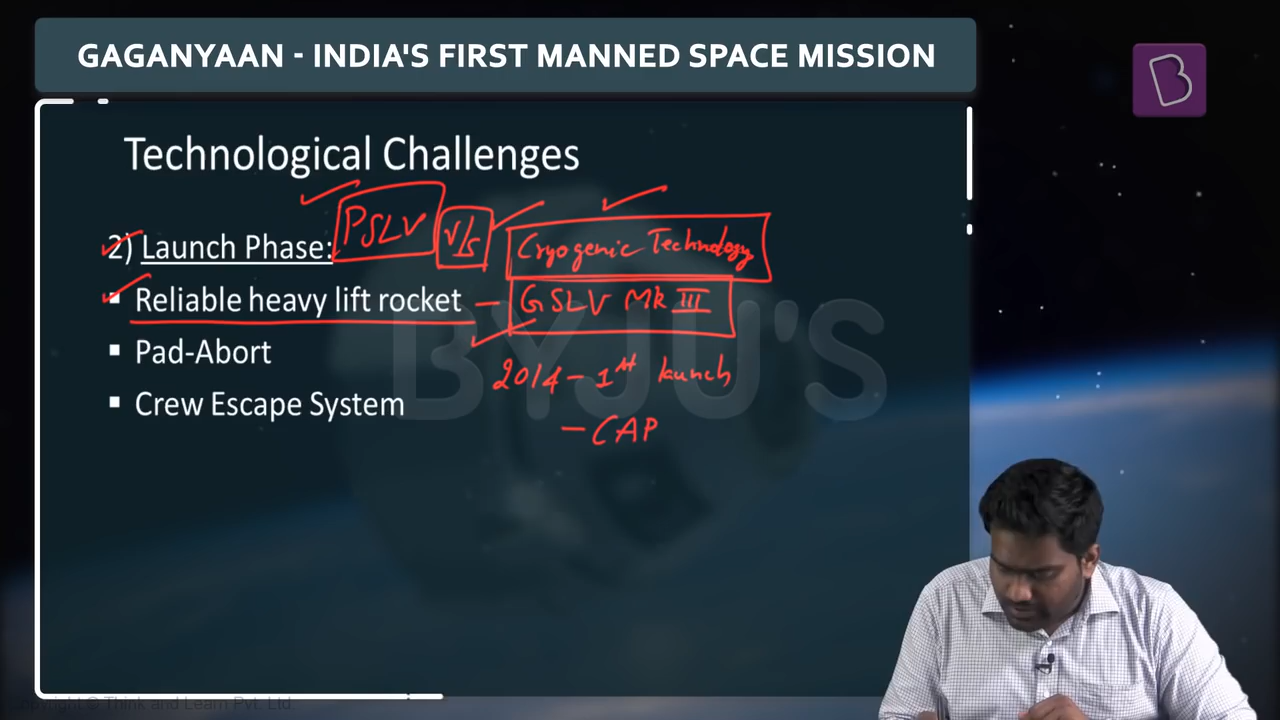 GAGANYAAN - INDIA'S FIRST MANNED SPACE MISSION
B
Technological Challenges
2) Launch Phase: PSLV V/s Cryogenic Technology
▪ Reliable heavy lift rocket — GSLV Mk III
▪ Pad-Abort
2014 - 1st launch
▪ Crew Escape System
- CAP
BYJU'S
Copyright © Think and Learn Pvt. Ltd